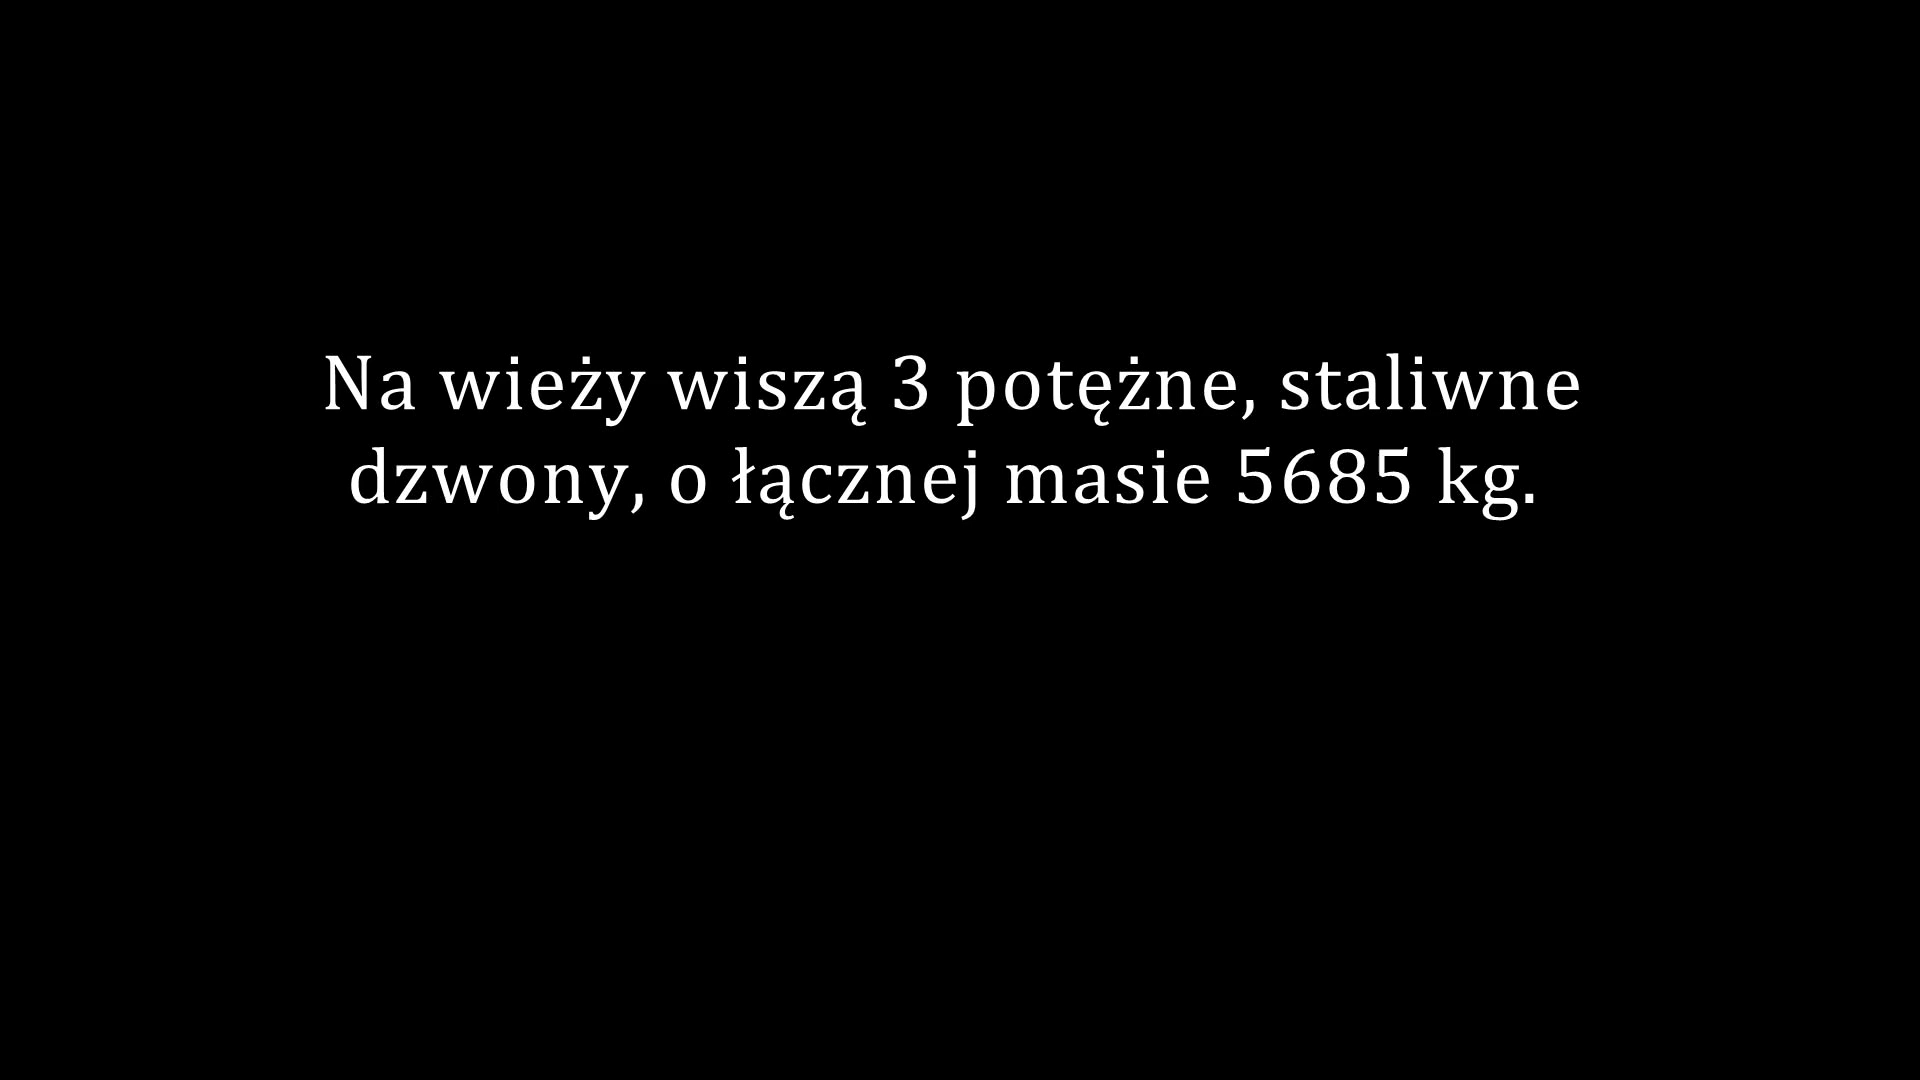 Na wieży wiszą 3 potężne, staliwne
dzwony, o łącznej masie 5685 kg.